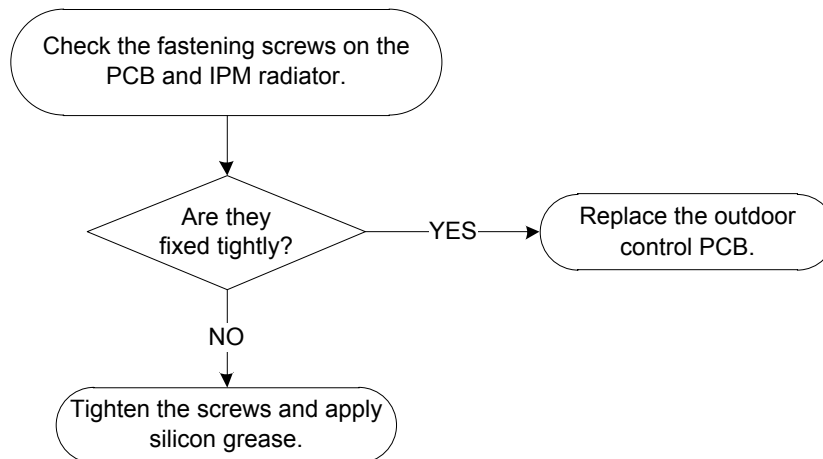 Check the fastening screws on the
PCB and IPM radiator.
Are they
fixed tightly?
YES
Replace the outdoor
control PCB.
NO
Tighten the screws and apply
silicon grease.